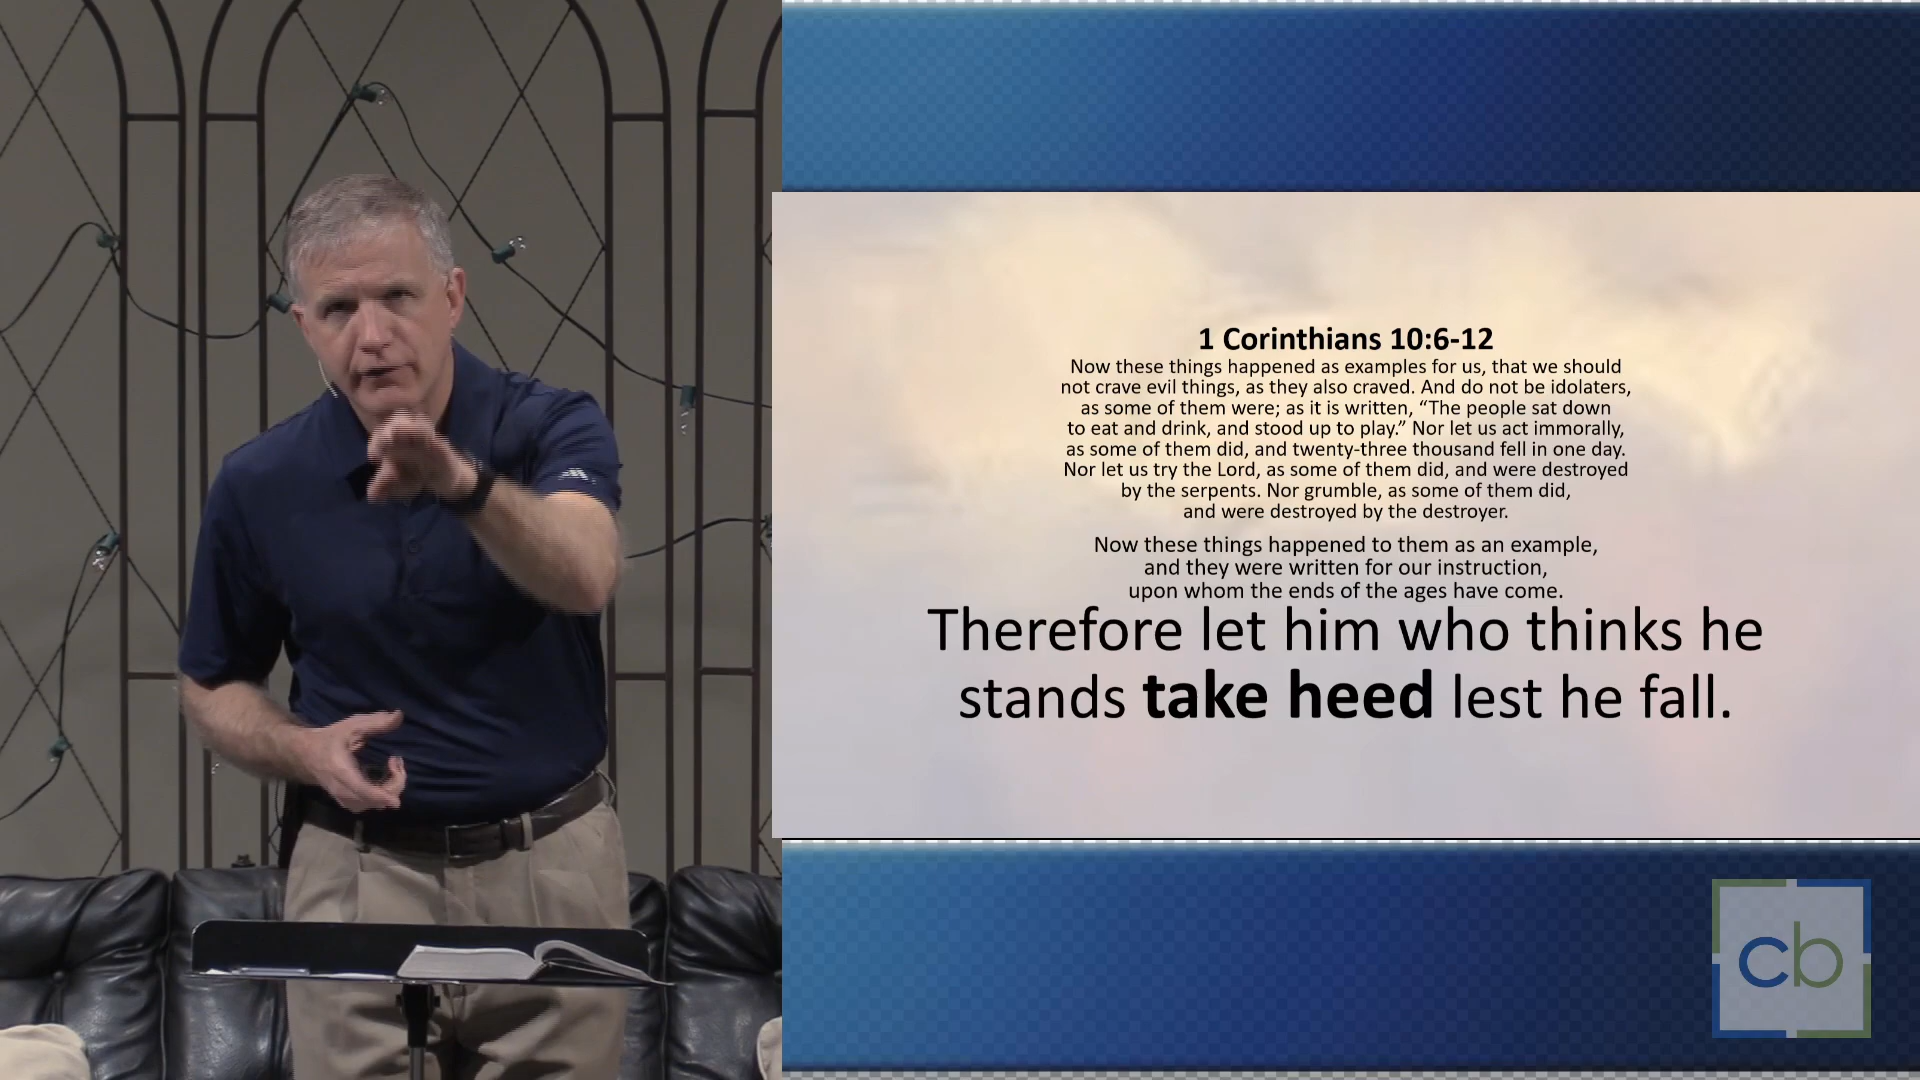 1 Corinthians 10:6-12
Now these things happened as examples for us, that we should
not crave evil things, as they also craved. And do not be idolaters,
as some of them were; as it is written, “The people sat down
to eat and drink, and stood up to play.” Nor let us act immorally,
as some of them did, and twenty-three thousand fell in one day.
Nor let us try the Lord, as some of them did, and were destroyed
by the serpents. Nor grumble, as some of them did,
and were destroyed by the destroyer.
Now these things happened to them as an example,
and they were written for our instruction,
upon whom the ends of the ages have come.
Therefore let him who thinks he
stands take heed lest he fall.
cb